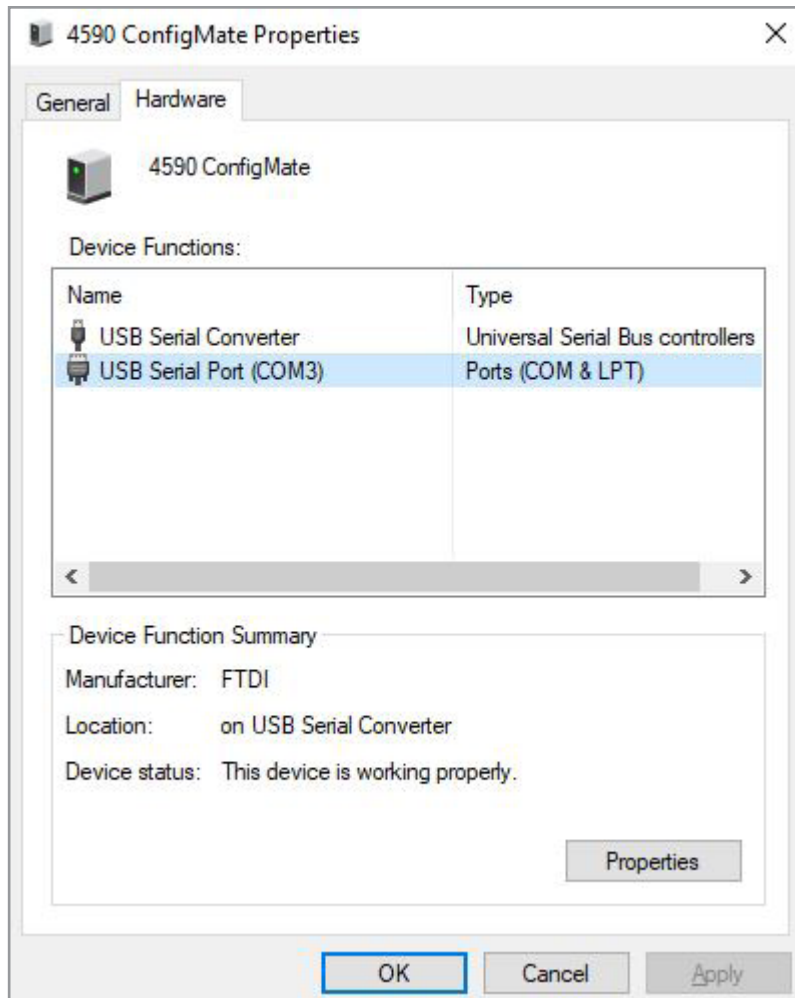 4590 ConfigMate Properties
General Hardware
4590 ConfigMate
Device Functions:
Name Type
USB Serial Converter Universal Serial Bus controllers
USB Serial Port (COM3) Ports (COM & LPT)
Device Function Summary
Manufacturer: FTDI
Location: on USB Serial Converter
Device status: This device is working properly.
Properties
OK Cancel Apply